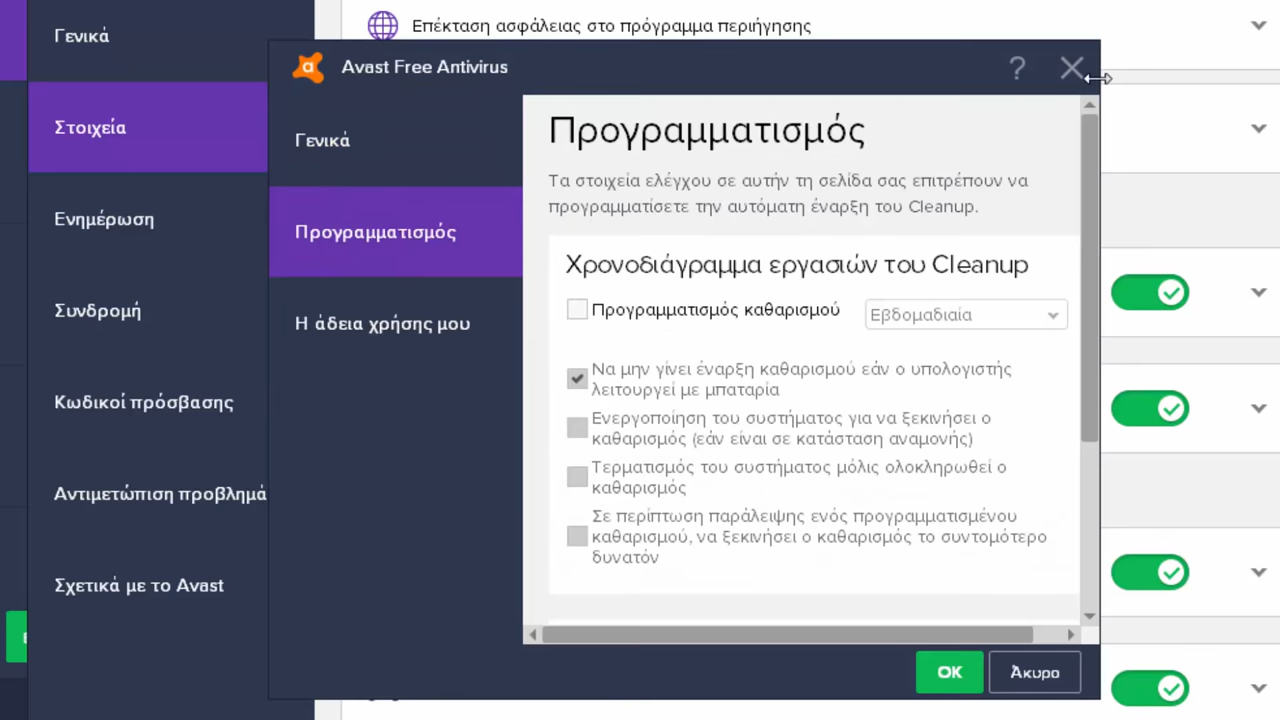 Γενικά
Στοιχεία
Ενημέρωση
Συνδρομή
Κωδικοί πρόσβασης
Αντιμετώπιση προβλημά
Σχετικά με το Avast
Επέκταση ασφάλειας στο πρόγραμμα περιήγησης
Avast Free Antivirus
?
Γενικά
Προγραμματισμός
Η άδεια χρήσης μου
Προγραμματισμός
Τα στοιχεία ελέγχου σε αυτήν τη σελίδα σας επιτρέπουν να
προγραμματίσετε την αυτόματη έναρξη του Cleanup.
Χρονοδιάγραμμα εργασιών του Cleanup
Προγραμματισμός καθαρισμού Εβδομαδιαία
Να μην γίνει έναρξη καθαρισμού εάν ο υπολογιστής
λειτουργεί με μπαταρία
Ενεργοποίηση του συστήματος για να ξεκινήσει ο
καθαρισμός (εάν είναι σε κατάσταση αναμονής)
Τερματισμός του συστήματος μόλις ολοκληρωθεί ο
καθαρισμός
Σε περίπτωση παράλειψης ενός προγραμματισμένου
καθαρισμού, να ξεκινήσει ο καθαρισμός το συντομότερο
δυνατόν
OK Άκυρο